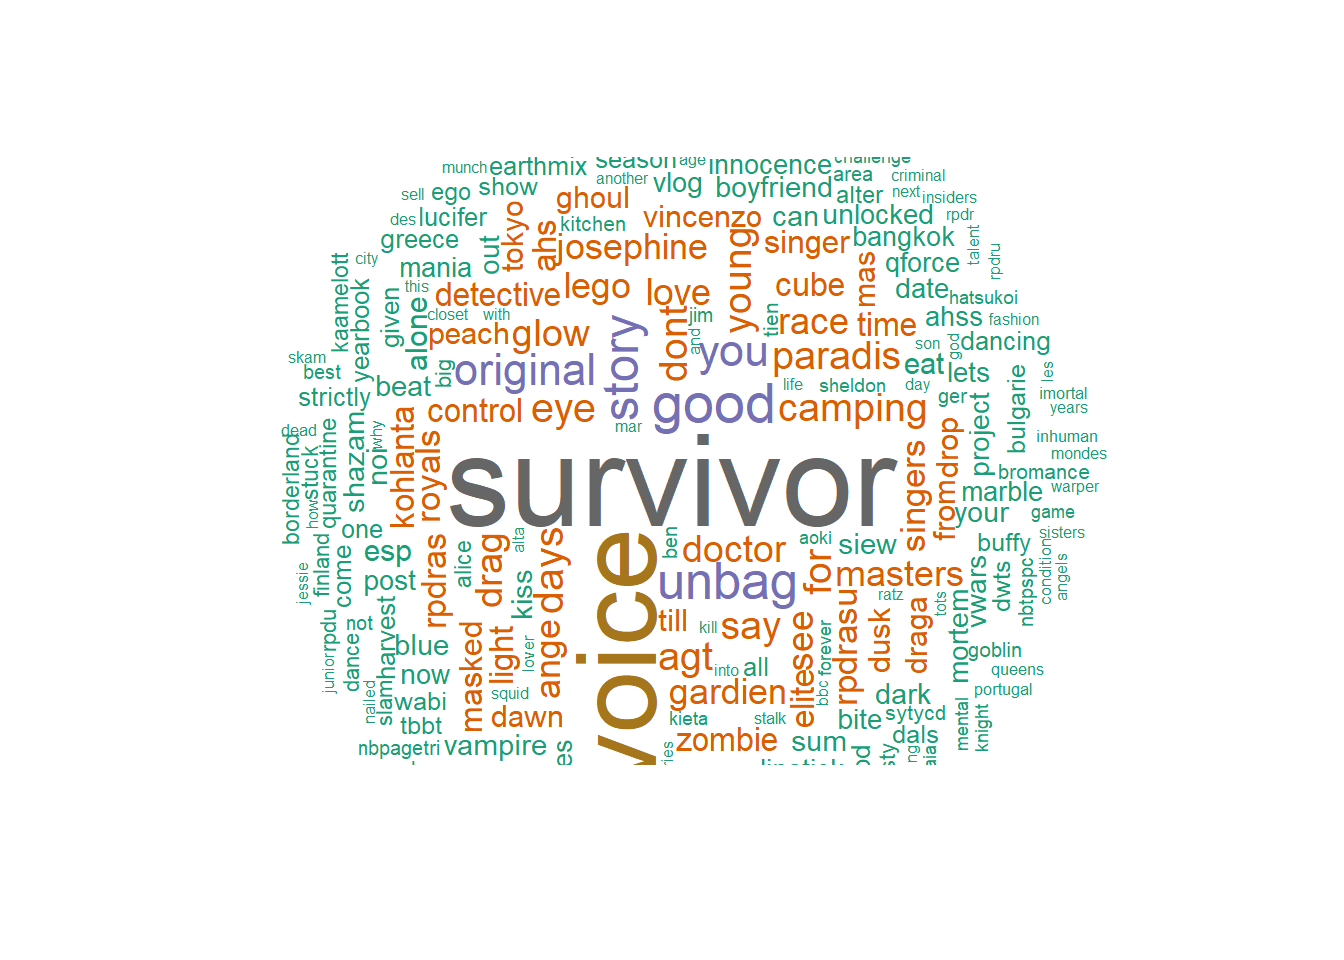 munch
earthmix
season
age
innocence
challenge
another
vlog
boyfriend
area
criminal
sell
ego
show
ghoul
alter
next
insiders
des
lucifer
kitchen
vincenzo
can
unlocked
rpdr
greece
out
tokyo
ahs
josephine
young
singer
bangkok
talent
rpdru
city
mania
mas
qforce
kaamelott
yearbook
this
detective
lego
love
cube
date
hatsukoi
given
alone
closet
with
dont
jim
and
tien
race
time
ahss
fashion
skam
best
peach
glow
story
you
paradis
son
god
dancing
les
big
original
eat
lets
strictly
beat
life
sheldon
day
ger
imortal
years
control
eye
good
camping
mar
dead
borderland
how
stuck
quarantine
shazam
why
nor
kohlanta
royals
survivor
singers
fromdrop
project
bulgarie
inhuman
mondes
bromance
warper
marble
one
your
game
sisters
jessie
finland
come
esp
alice
alta
ben
doctor
aoki
siew
buffy
post
rpdras
drag
kiss
days
voice
unbag
for
masters
vwars
dwts
nbtpspc
condition
angels
junior
rpdu
dance
not
slam
harvest
blue
till
kill
say
ratz
tots
goblin
masked
light
lover
ange
agt
into
all
elite
see
bbc
forever
rpdrasu
dusk
draga
mortem
queens
now
nailed
wabi
squid
gardien
dark
portugal
tbbt
dawn
kieta
stalk
bite
sytycd
mental
knight
nbpagetri
vampire
zombie
sum
dals